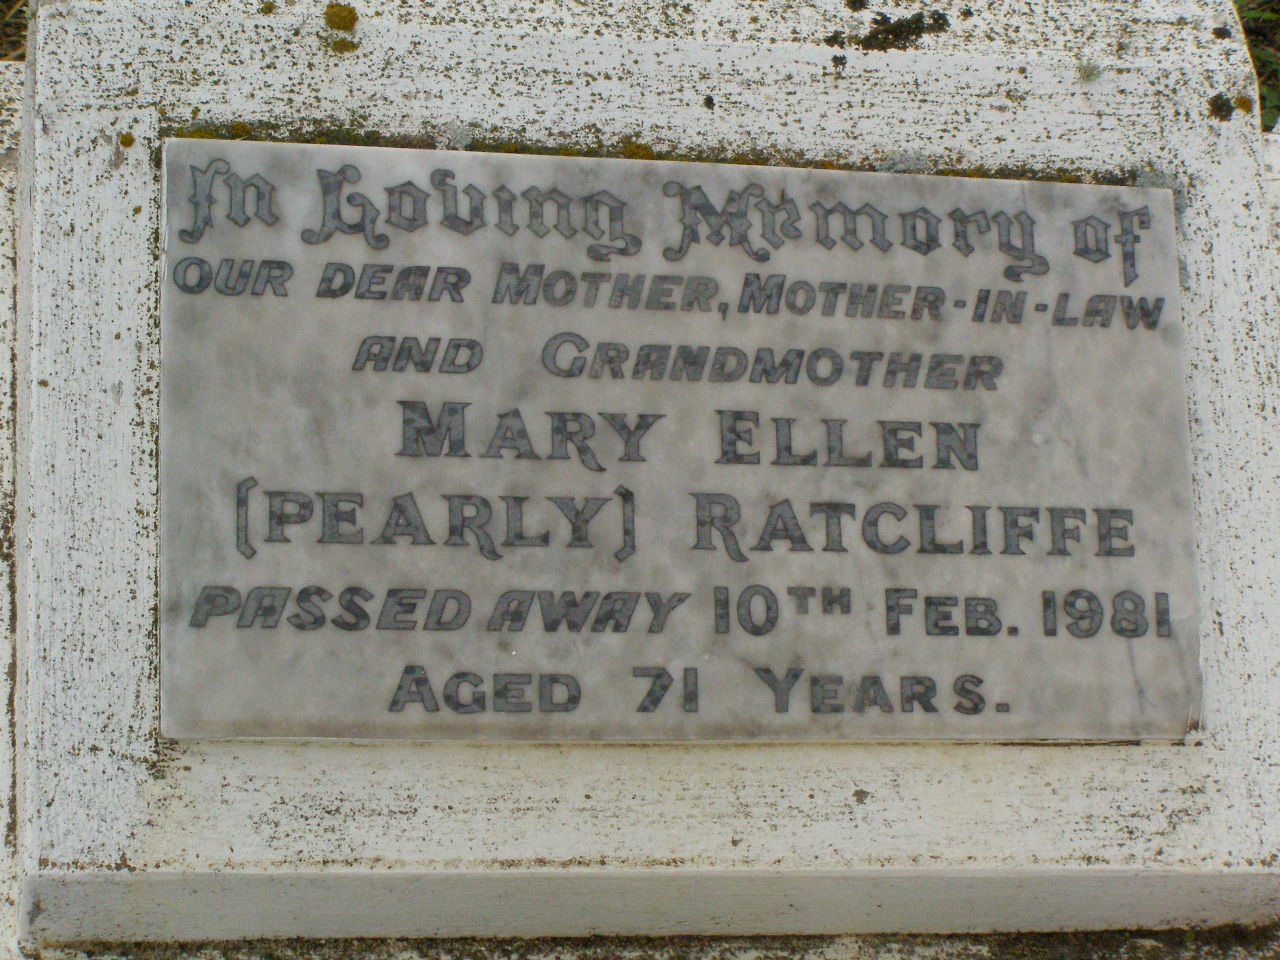 In Loving Memory of
OUR DEAR MOTHER, MOTHER-IN-LAW
AND GRANDMOTHER
MARY ELLEN
(PEARLY) RATCLIFFE
PASSED AWAY 10TH FEB. 1981
AGED 71 YEARS.